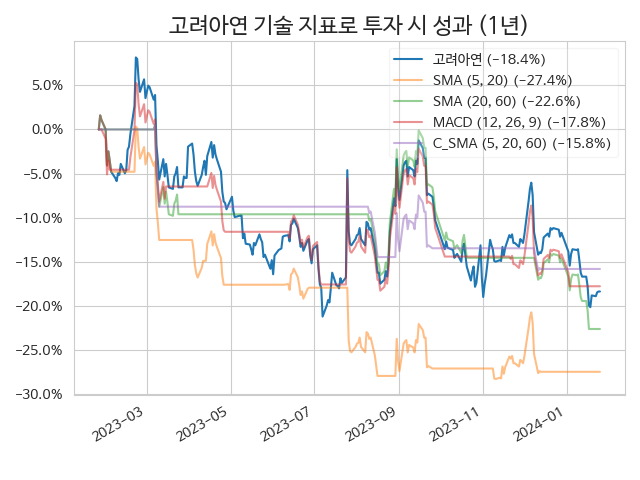 고려아연 기술 지표로 투자 시 성과 (1년)
고려아연 (−18.4%)
SMA (5, 20) (−27.4%)
SMA (20, 60) (−22.6%)
MACD (12, 26, 9) (−17.8%)
C_SMA (5, 20, 60) (−15.8%)
5.0%
0.0%
−5.0%
−10.0%
−15.0%
−20.0%
−25.0%
−30.0%
2023−03
2023−05
2023−07
2023−09
2023−11
2024−01